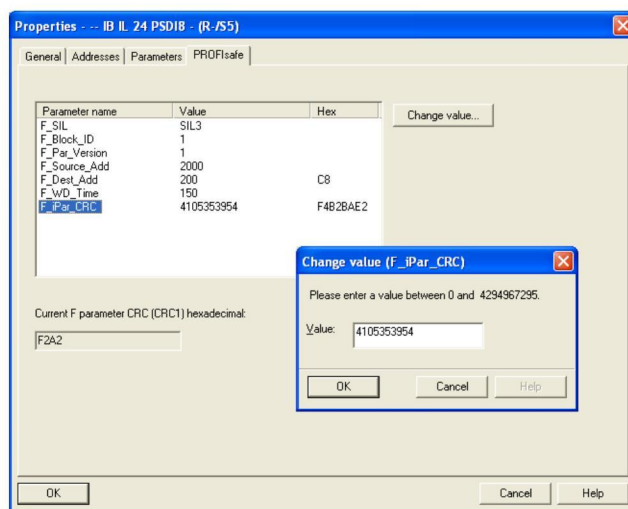 Properties - -- IB IL 24 PSDI8 - (R-/S5)
General Addresses Parameters PROFIsafe
Parameter name Value Hex
F_SIL SIL3
F_Block_ID 1
F_Par_Version 1
F_Source_Add 2000
F_Dest_Add 200 C8
F_WD_Time 150
F_iPar_CRC 4105353954 F4B2BAE2
Change value...
Current F parameter CRC (CRC1) hexadecimal:
F2A2
Change value (F_iPar_CRC)
Please enter a value between 0 and 4294967295.
Value: 4105353954
OK Cancel Help
OK Cancel Help